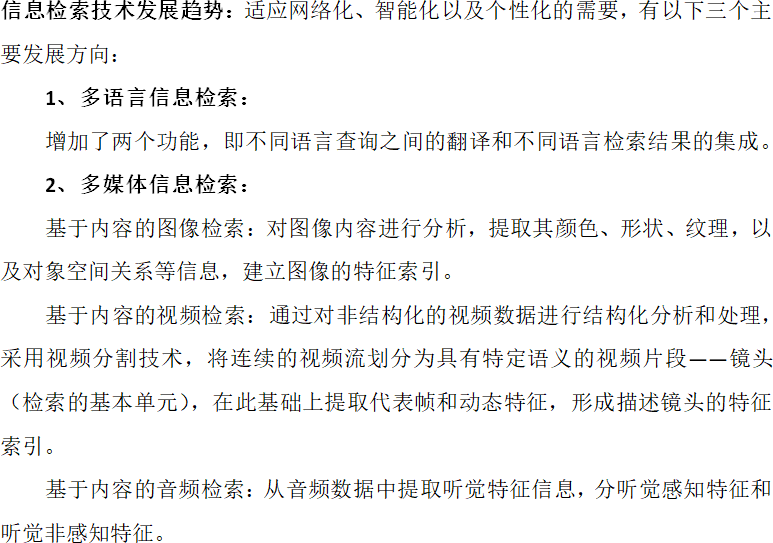 信息检索技术发展趋势：适应网络化、智能化以及个性化的需要，有以下三个主
要发展方向：
1、多语言信息检索：
增加了两个功能，即不同语言查询之间的翻译和不同语言检索结果的集成。
2、多媒体信息检索：
基于内容的图像检索：对图像内容进行分析，提取其颜色、形状、纹理，以
及对象空间关系等信息，建立图像的特征索引。
基于内容的视频检索：通过对非结构化的视频数据进行结构化分析和处理，
采用视频分割技术，将连续的视频流划分为具有特定语义的视频片段——镜头
（检索的基本单元），在此基础上提取代表帧和动态特征，形成描述镜头的特征
索引。
基于内容的音频检索：从音频数据中提取听觉特征信息，分听觉感知特征和
听觉非感知特征。